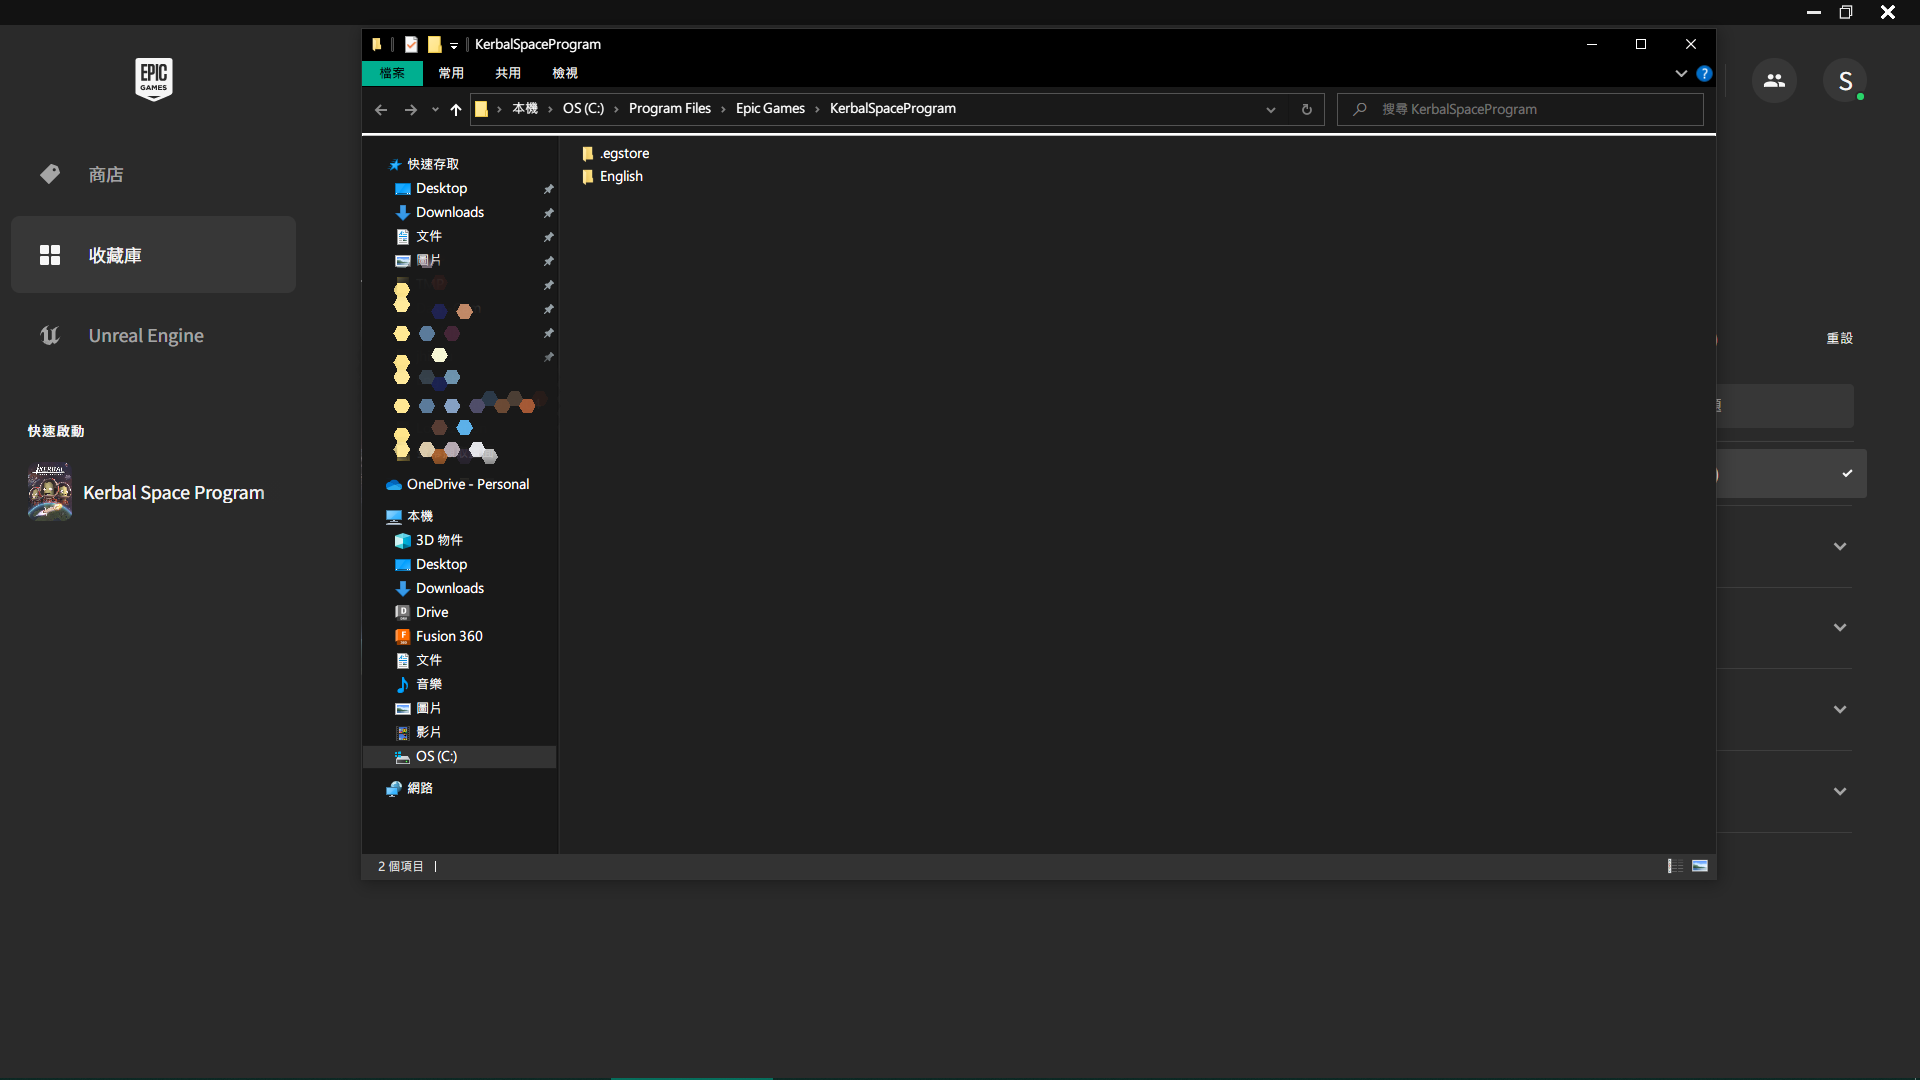 KerbalSpaceProgram
檔案 常用 共用 檢視
本機 OS (C:) Program Files Epic Games KerbalSpaceProgram
搜尋 KerbalSpaceProgram
EPIC
GAMES
S
商店
收藏庫
Unreal Engine
快速啟動
KERBAL
Kerbal Space Program
快速存取
Desktop
Downloads
文件
圖片
OneDrive - Personal
本機
3D 物件
Desktop
Downloads
Drive
Fusion 360
文件
音樂
圖片
影片
OS (C:)
網路
.egstore
English
2 個項目
重設